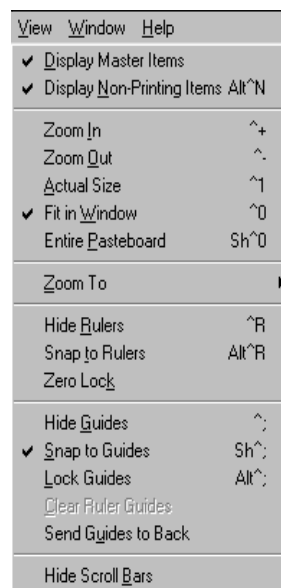 View Window Help
Display Master Items
Display Non-Printing Items Alt^N
Zoom In ^+
Zoom Out ^-
Actual Size ^1
Fit in Window ^0
Entire Pasteboard Sh^0
Zoom To
Hide Rulers ^R
Snap to Rulers Alt^R
Zero Lock
Hide Guides ^;
Snap to Guides Sh^;
Lock Guides Alt^;
Clear Ruler Guides
Send Guides to Back
Hide Scroll Bars